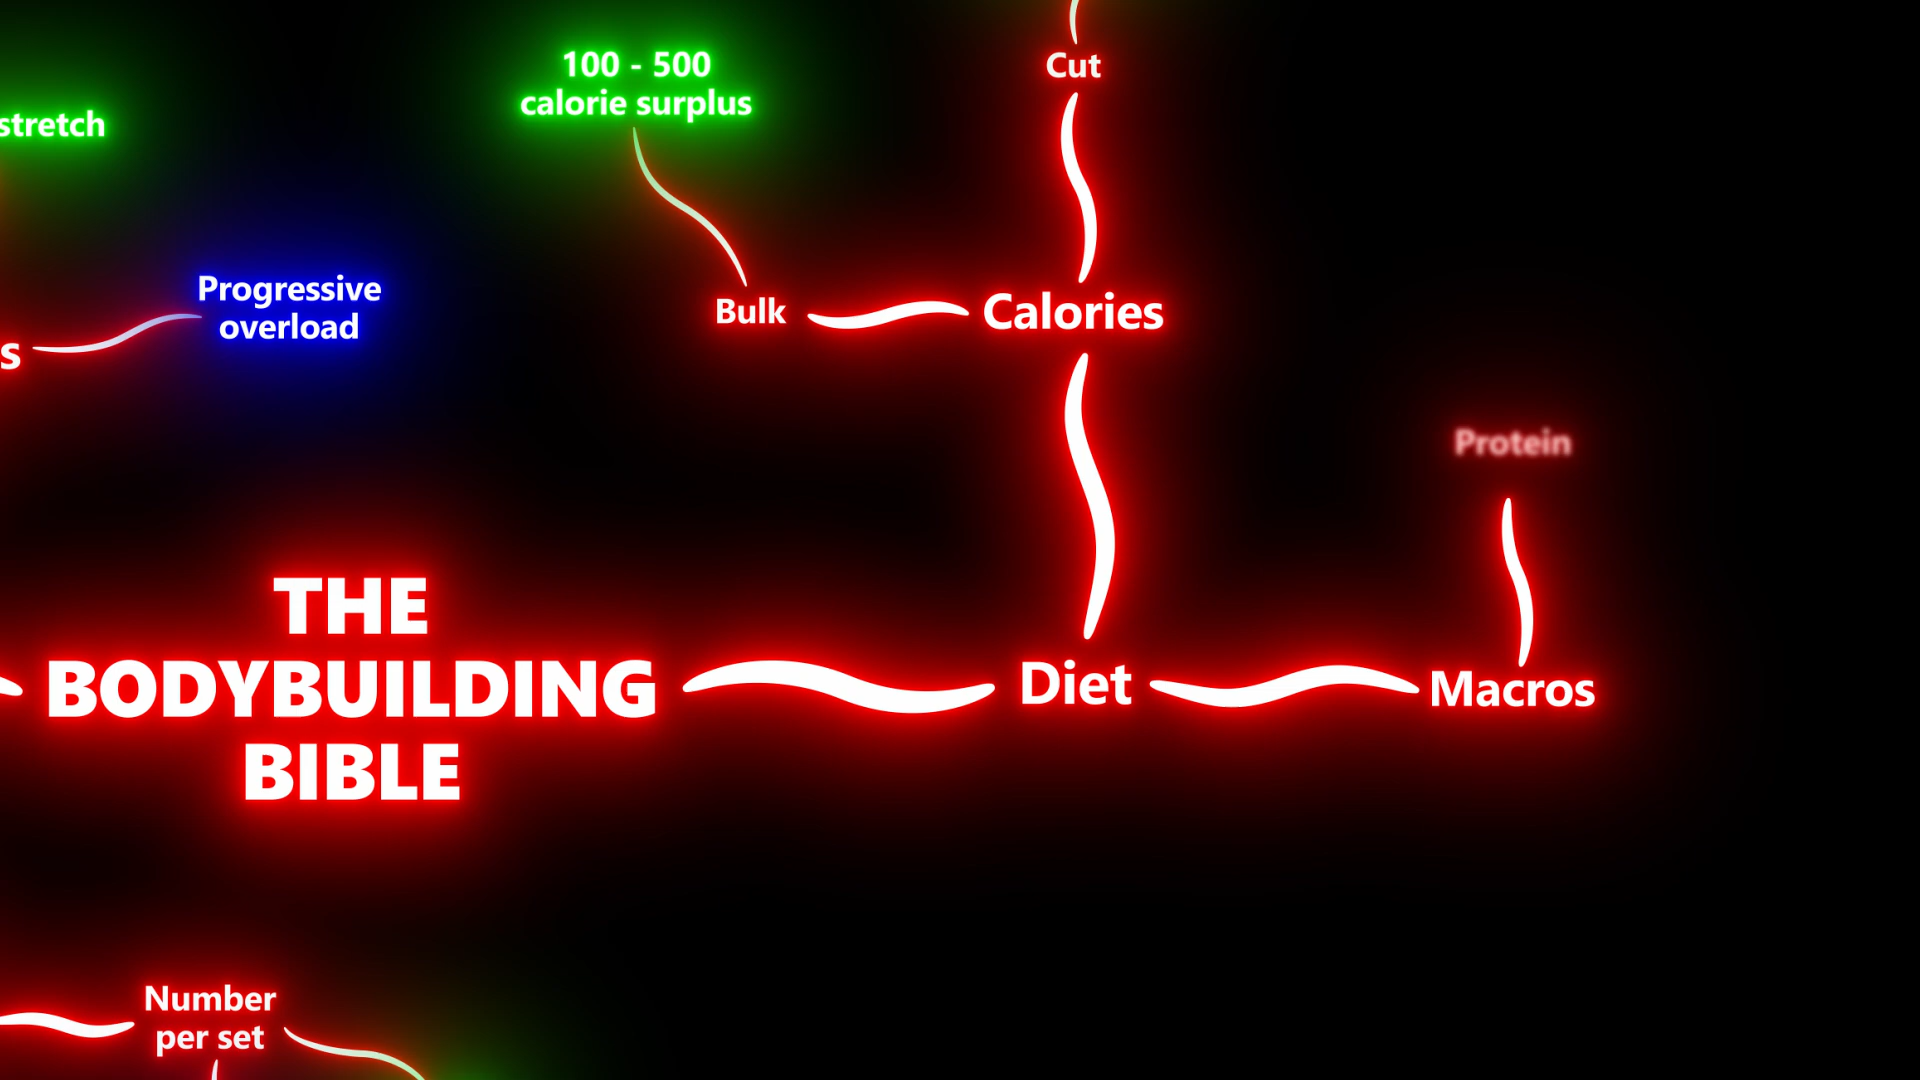 Cut
100 - 500
calorie surplus
stretch
Progressive
overload
s
Bulk
Calories
Protein
THE
BODYBUILDING
BIBLE
Diet
Macros
Number
per set